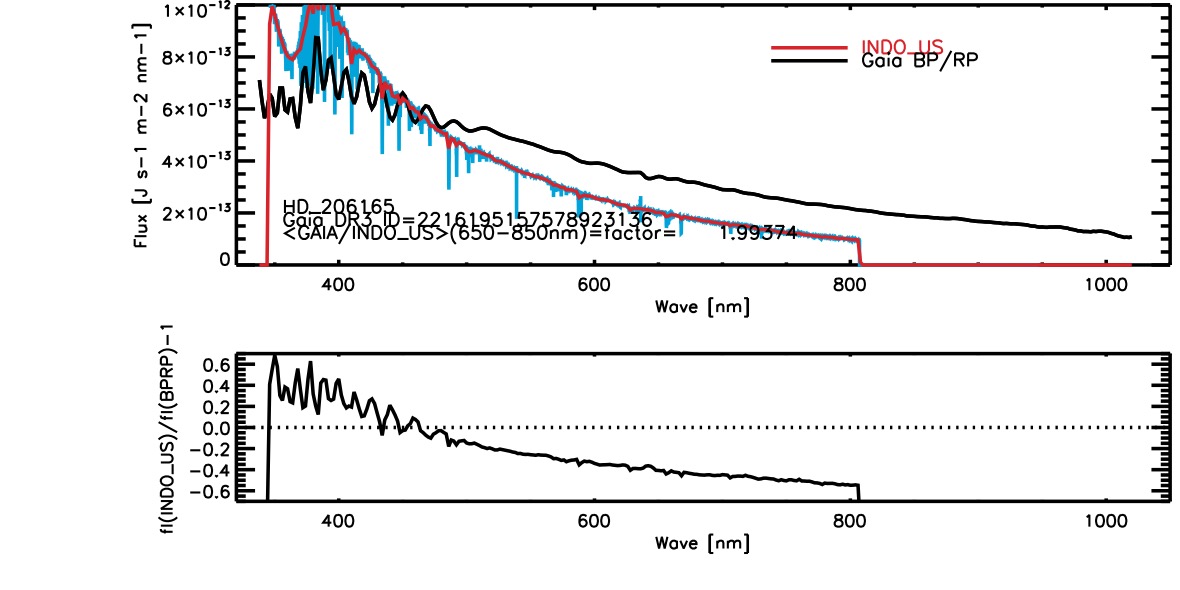 1×10−12
8×10−13
6×10−13
4×10−13
2×10−13
0
Flux [J s−1 m−2 nm−1]
INDO_US
Gaia BP/RP
HD_206165
Gaia DR3 ID=2216195157578923136
<GAIA/INDO_US>(650−850nm)=factor= 1.99374
400 600 800 1000
Wave [nm]
fl(INDO_US)/fl(BPRP)−1
0.6
0.4
0.2
0.0
−0.2
−0.4
−0.6
400 600 800 1000
Wave [nm]